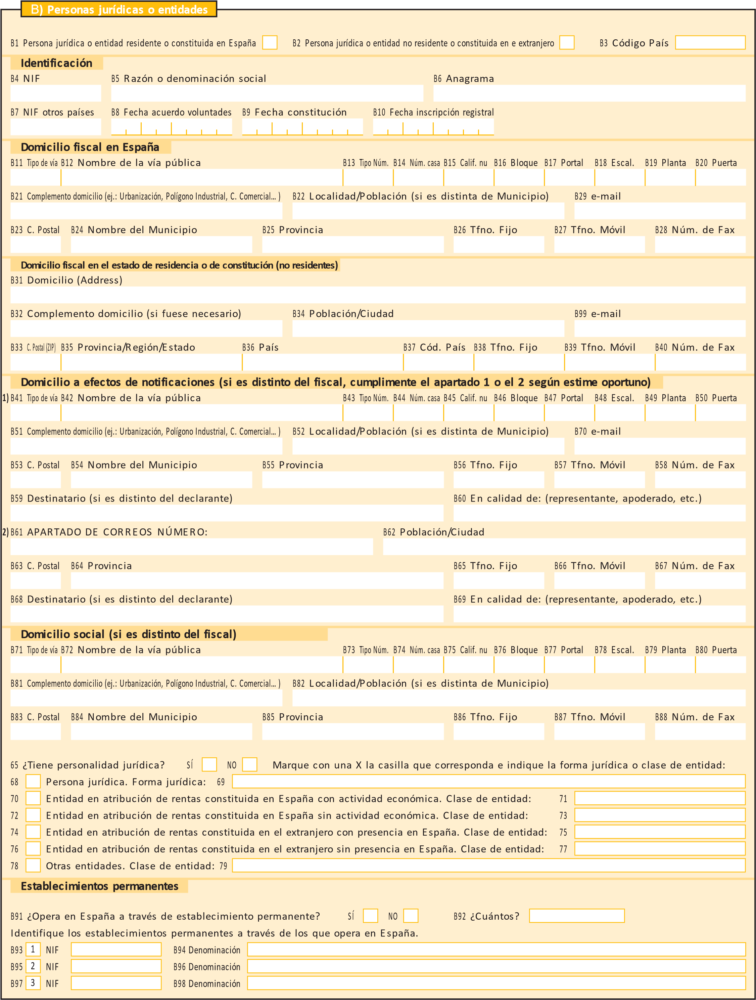 B) Personas jurídicas o entidades
B1 Persona jurídica o entidad residente o constituida en España B2 Persona jurídica o entidad no residente o constituida en e extranjero B3 Código País
Identificación
B4 NIF B5 Razón o denominación social B6 Anagrama
B7 NIF otros países B8 Fecha acuerdo voluntades B9 Fecha constitución B10 Fecha inscripción registral
Domicilio fiscal en España
B11 Tipo de vía B12 Nombre de la vía pública B13 Tipo Núm. B14 Núm. casa B15 Calif. nu B16 Bloque B17 Portal B18 Escal. B19 Planta B20 Puerta
B21 Complemento domicilio (ej.: Urbanización, Polígono Industrial, C. Comercial... ) B22 Localidad/Población (si es distinta de Municipio) B29 e-mail
B23 C. Postal B24 Nombre del Municipio B25 Provincia B26 Tfno. Fijo B27 Tfno. Móvil B28 Núm. de Fax
Domicilio fiscal en el estado de residencia o de constitución (no residentes)
B31 Domicilio (Address)
B32 Complemento domicilio (si fuese necesario) B34 Población/Ciudad B99 e-mail
B33 C. Postal (ZIP) B35 Provincia/Región/Estado B36 País B37 Cód. País B38 Tfno. Fijo B39 Tfno. Móvil B40 Núm. de Fax
Domicilio a efectos de notificaciones (si es distinto del fiscal, cumplimente el apartado 1 o el 2 según estime oportuno)
1) B41 Tipo de vía B42 Nombre de la vía pública B43 Tipo Núm. B44 Núm. casa B45 Calif. nu B46 Bloque B47 Portal B48 Escal. B49 Planta B50 Puerta
B51 Complemento domicilio (ej.: Urbanización, Polígono Industrial, C. Comercial... ) B52 Localidad/Población (si es distinta de Municipio) B70 e-mail
B53 C. Postal B54 Nombre del Municipio B55 Provincia B56 Tfno. Fijo B57 Tfno. Móvil B58 Núm. de Fax
B59 Destinatario (si es distinto del declarante) B60 En calidad de: (representante, apoderado, etc.)
2) B61 APARTADO DE CORREOS NÚMERO: B62 Población/Ciudad
B63 C. Postal B64 Provincia B65 Tfno. Fijo B66 Tfno. Móvil B67 Núm. de Fax
B68 Destinatario (si es distinto del declarante) B69 En calidad de: (representante, apoderado, etc.)
Domicilio social (si es distinto del fiscal)
B71 Tipo de vía B72 Nombre de la vía pública B73 Tipo Núm. B74 Núm. casa B75 Calif. nu B76 Bloque B77 Portal B78 Escal. B79 Planta B80 Puerta
B81 Complemento domicilio (ej.: Urbanización, Polígono Industrial, C. Comercial... ) B82 Localidad/Población (si es distinta de Municipio)
B83 C. Postal B84 Nombre del Municipio B85 Provincia B86 Tfno. Fijo B87 Tfno. Móvil B88 Núm. de Fax
65 ¿Tiene personalidad jurídica? SÍ NO Marque con una X la casilla que corresponda e indique la forma jurídica o clase de entidad:
68 Persona jurídica. Forma jurídica: 69
70 Entidad en atribución de rentas constituida en España con actividad económica. Clase de entidad: 71
72 Entidad en atribución de rentas constituida en España sin actividad económica. Clase de entidad: 73
74 Entidad en atribución de rentas constituida en el extranjero con presencia en España. Clase de entidad: 75
76 Entidad en atribución de rentas constituida en el extranjero sin presencia en España. Clase de entidad: 77
78 Otras entidades. Clase de entidad: 79
Establecimientos permanentes
B91 ¿Opera en España a través de establecimiento permanente? SÍ NO B92 ¿Cuántos?
Identifique los establecimientos permanentes a través de los que opera en España.
B93 1 NIF B94 Denominación
B95 2 NIF B96 Denominación
B97 3 NIF B98 Denominación